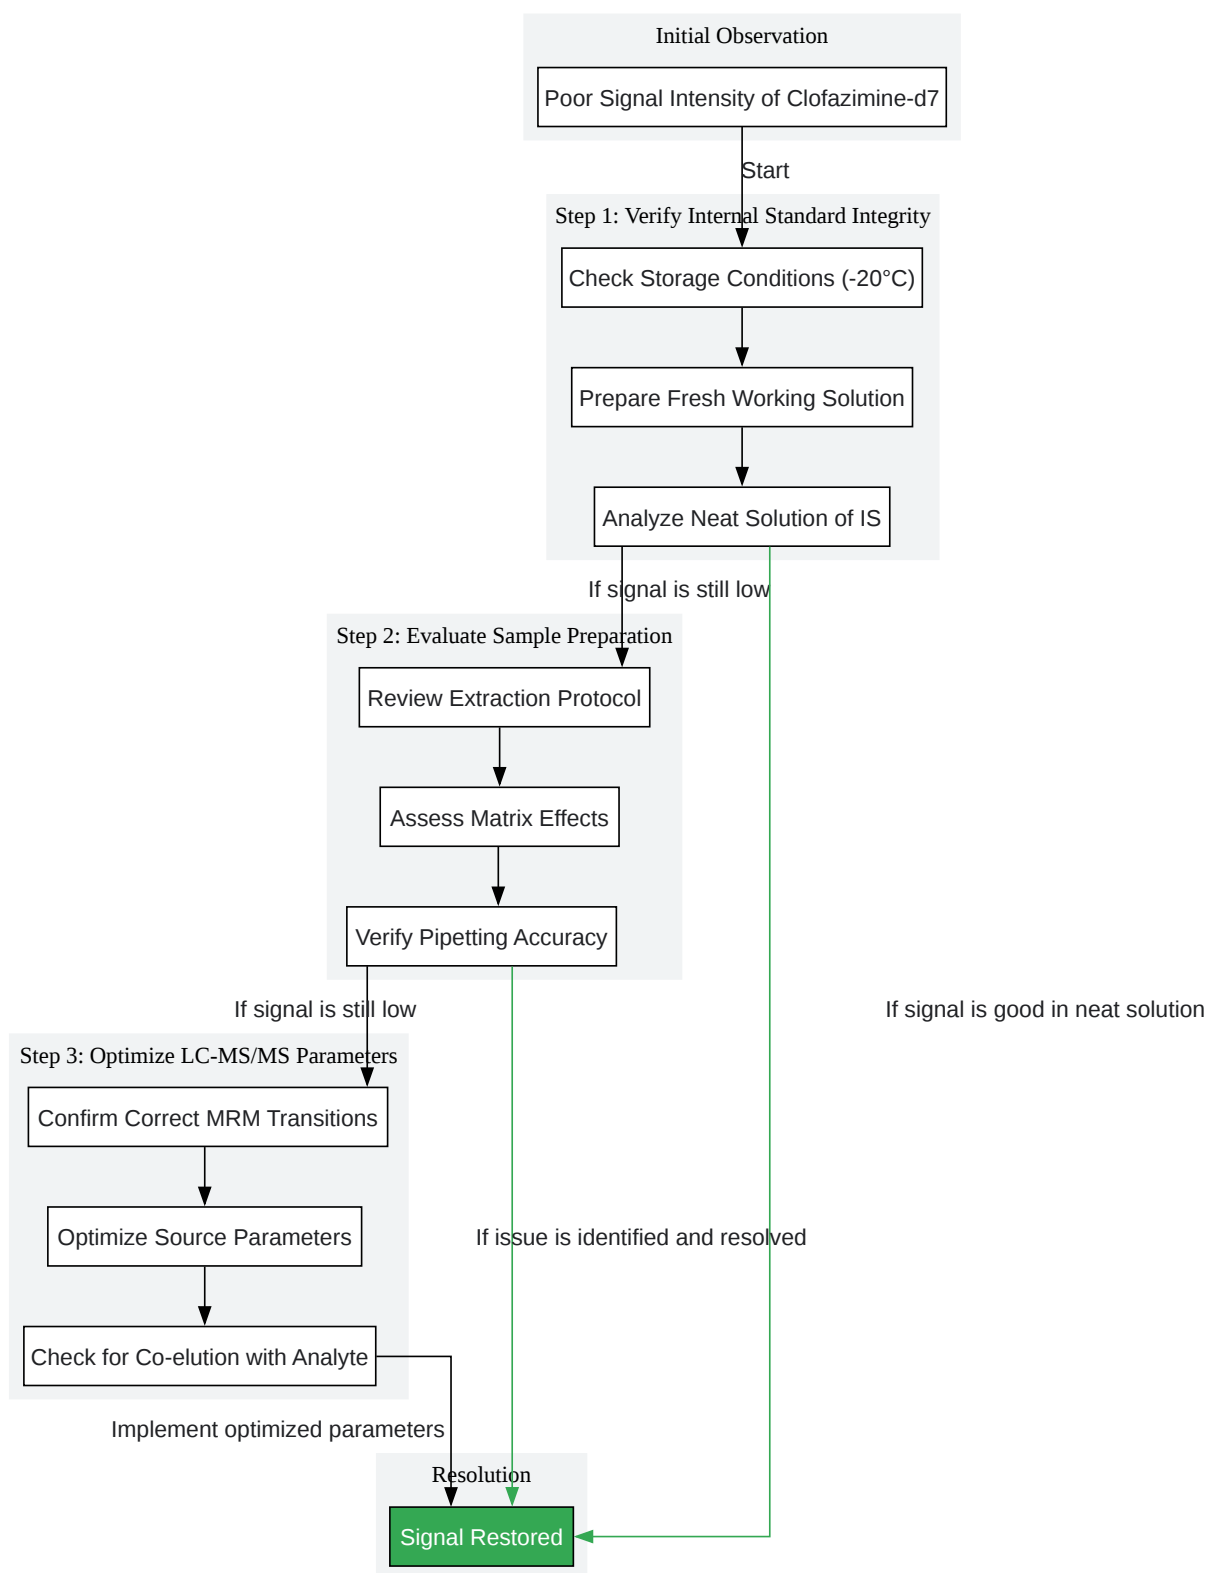 Initial Observation
Poor Signal Intensity of Clofazimine-d7
Start
Step 1: Verify Internal Standard Integrity
Check Storage Conditions (-20°C)
Prepare Fresh Working Solution
Analyze Neat Solution of IS
If signal is still low
Step 2: Evaluate Sample Preparation
Review Extraction Protocol
Assess Matrix Effects
Verify Pipetting Accuracy
If signal is still low
If signal is good in neat solution
Step 3: Optimize LC-MS/MS Parameters
Confirm Correct MRM Transitions
Optimize Source Parameters
If issue is identified and resolved
Check for Co-elution with Analyte
Implement optimized parameters
Resolution
Signal Restored